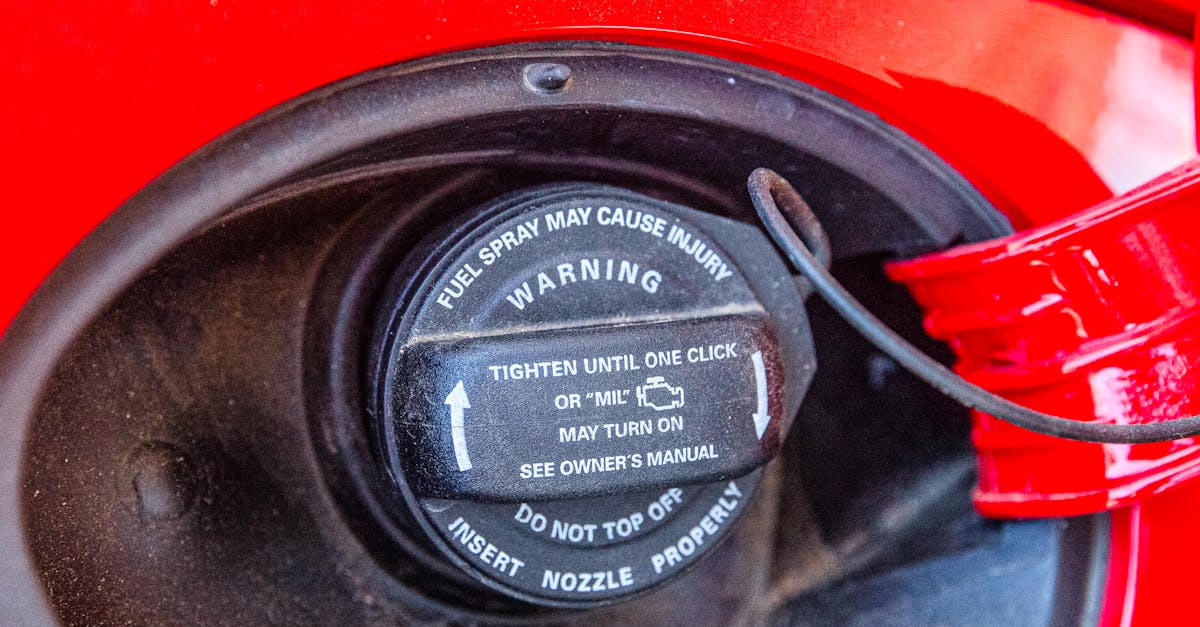 FUEL SPRAY MAY CAUSE INJURY
WARNING
TIGHTEN UNTIL ONE CLICK
OR "MIL"
MAY TURN ON
SEE OWNER'S MANUAL
DO NOT TOP OFF
INSERT NOZZLE PROPERLY